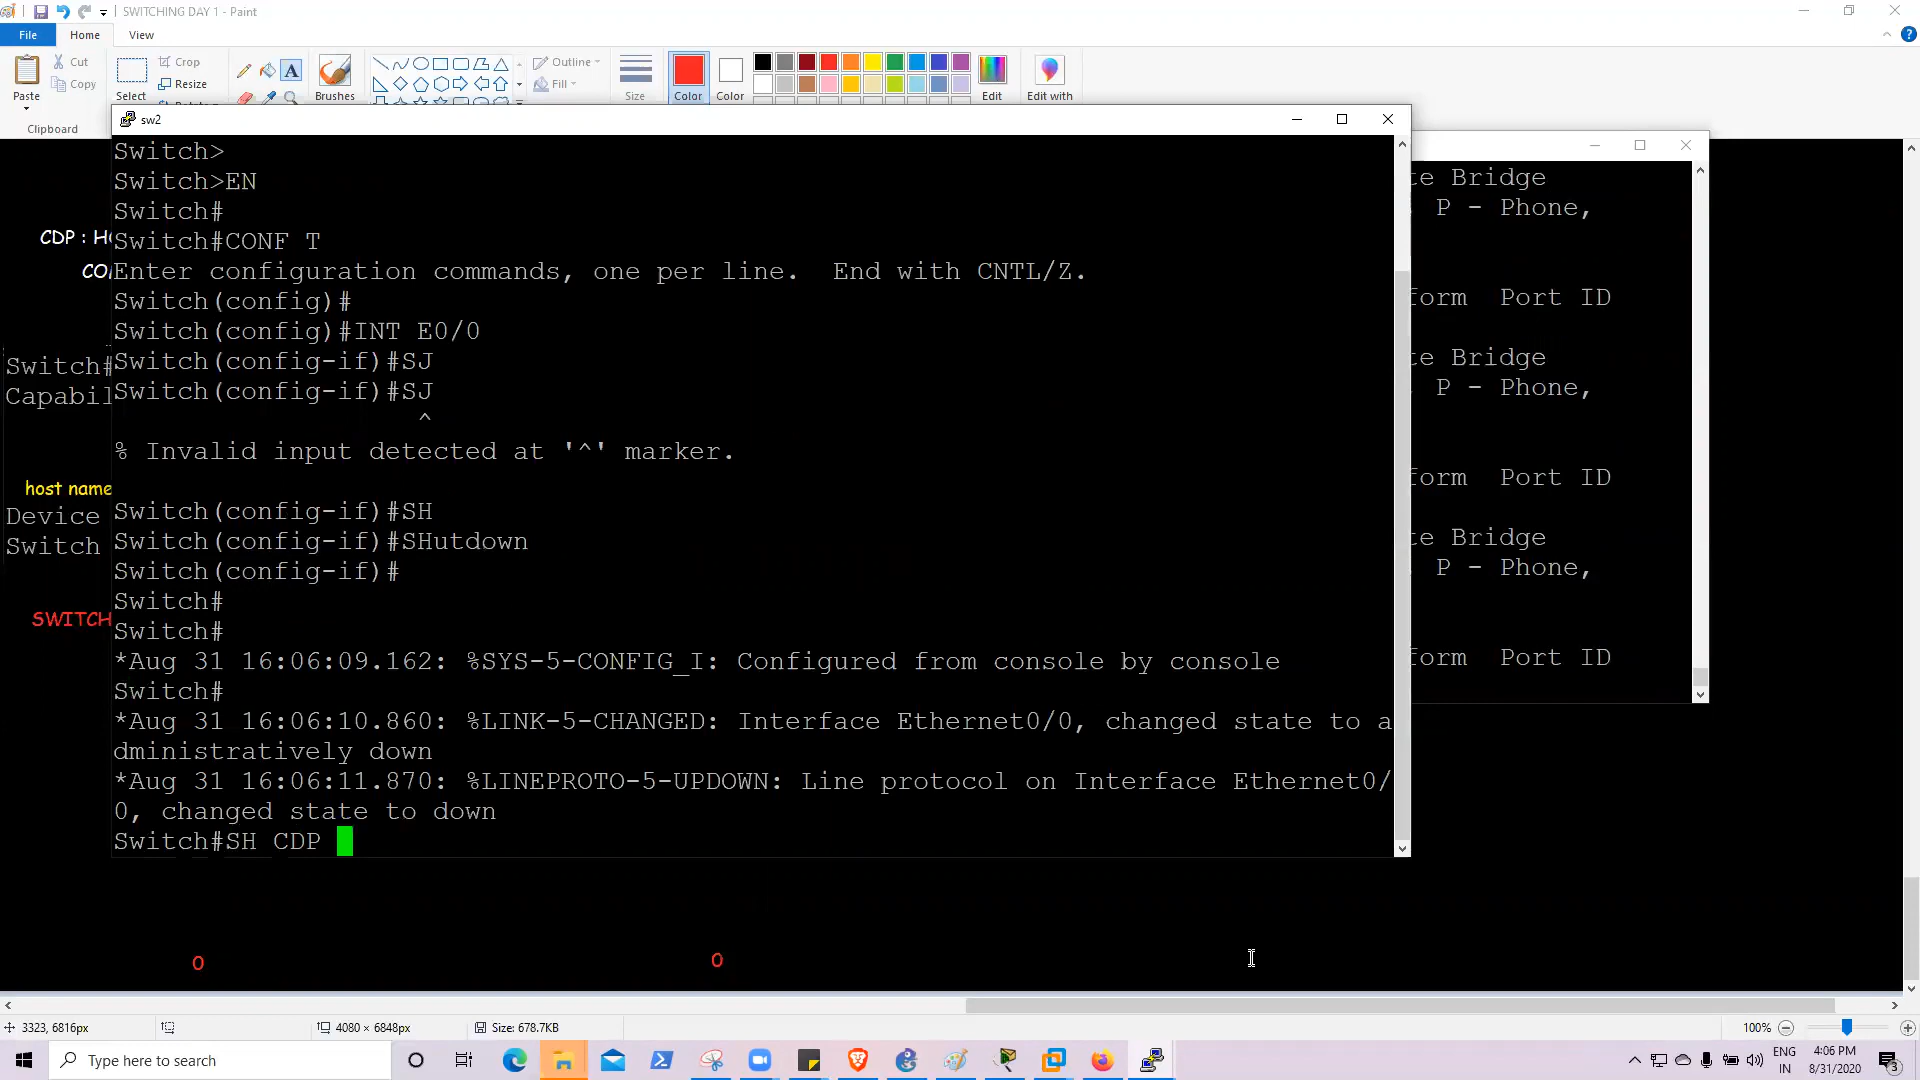 SWITCHING DAY 1 - Paint
File
Home
View
Paste
Cut
Copy
Clipboard
Select
Crop
Resize
Brushes
Outline
Fill
Size
Color
Color
Edit
Edit with
sw2
Switch>
Switch>EN
Switch#
Switch#CONF T
Enter configuration commands, one per line.  End with CNTL/Z.
Switch(config)#
Switch(config)#INT E0/0
Switch(config-if)#SJ
Switch(config-if)#SJ
^
% Invalid input detected at '^' marker.
Switch(config-if)#SH
Switch(config-if)#SHutdown
Switch(config-if)#
Switch#
Switch#
*Aug 31 16:06:09.162: %SYS-5-CONFIG_I: Configured from console by console
Switch#
*Aug 31 16:06:10.860: %LINK-5-CHANGED: Interface Ethernet0/0, changed state to a
dministratively down
*Aug 31 16:06:11.870: %LINEPROTO-5-UPDOWN: Line protocol on Interface Ethernet0/
0, changed state to down
Switch#SH CDP
te Bridge
P - Phone,
form  Port ID
te Bridge
P - Phone,
form  Port ID
te Bridge
P - Phone,
form  Port ID
CDP : H
CO
Switch#
Capabil
host name
Device
Switch
SWITCH
0
0
3323, 6816px
4080 × 6848px
Size: 678.7KB
100%
Type here to search
ENG
IN
4:06 PM
8/31/2020
3